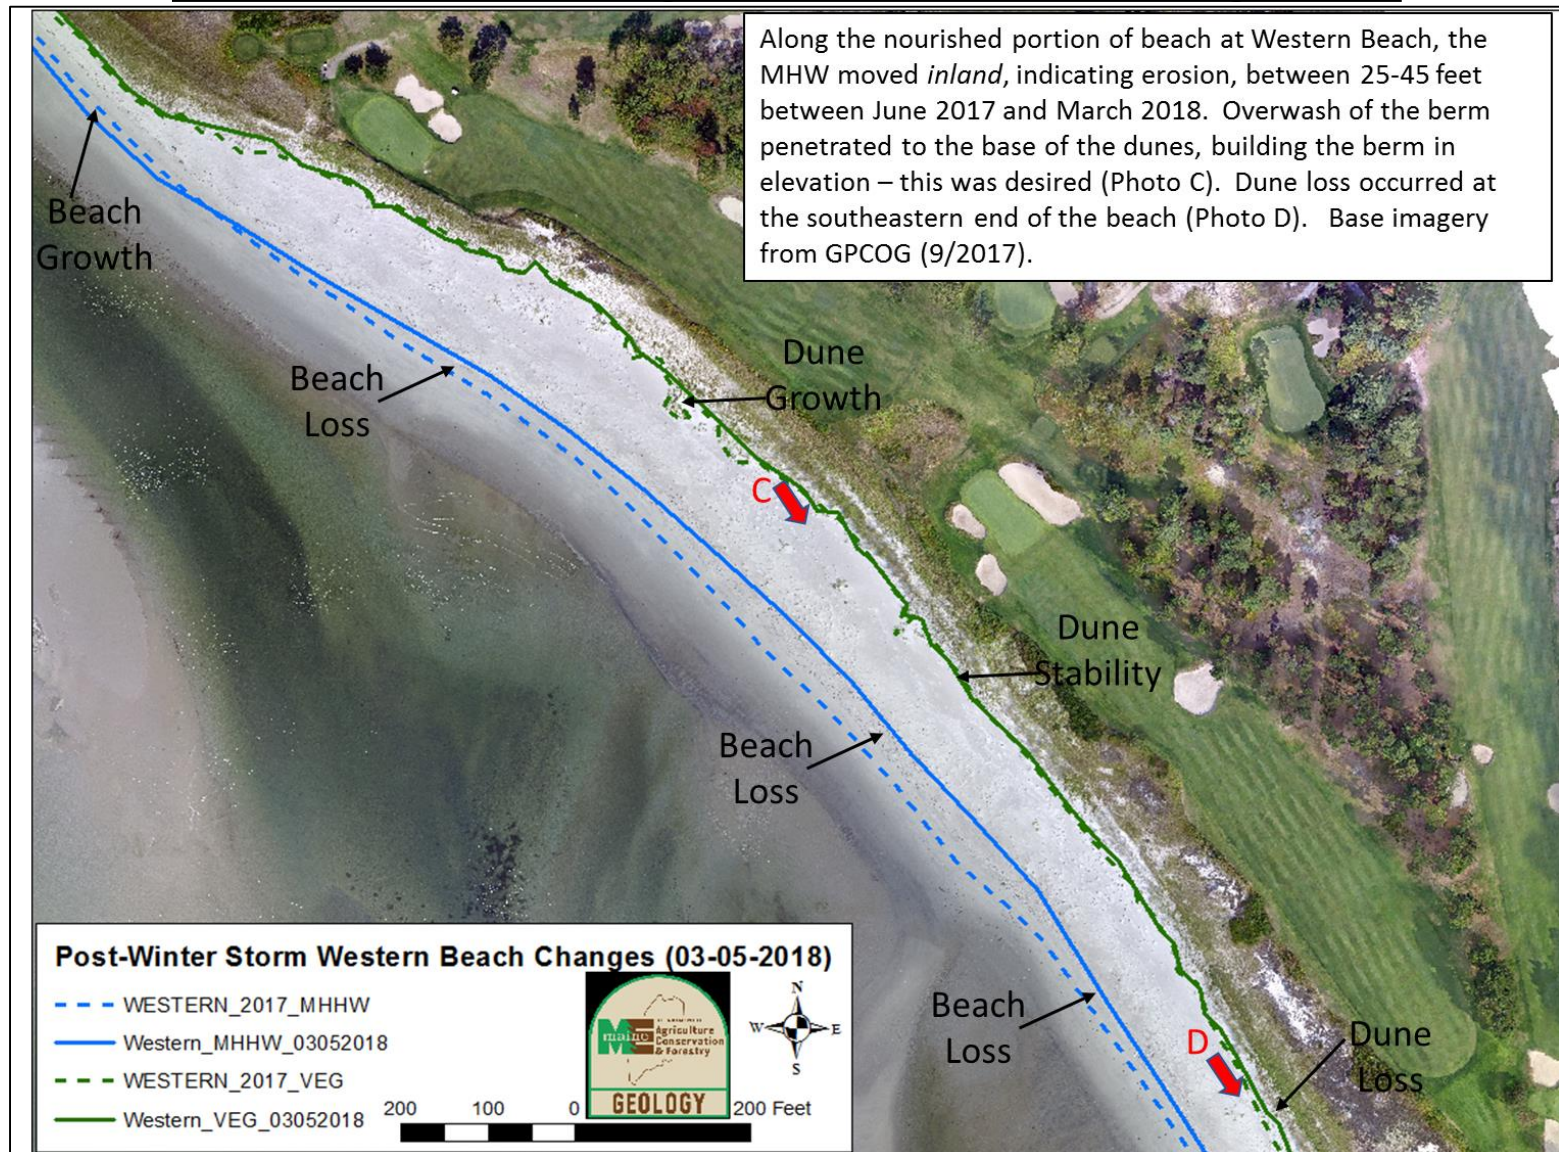 Along the nourished portion of beach at Western Beach, the
MHW moved inland, indicating erosion, between 25-45 feet
between June 2017 and March 2018.  Overwash of the berm
penetrated to the base of the dunes, building the berm in
elevation – this was desired (Photo C).  Dune loss occurred at
the southeastern end of the beach (Photo D).   Base imagery
from GPCOG (9/2017).
Beach
Growth
Beach
Loss
Dune
Growth
C
Dune
Stability
Beach
Loss
Beach
Loss
D
Dune
Loss
Post-Winter Storm Western Beach Changes (03-05-2018)
WESTERN_2017_MHHW
Western_MHHW_03052018
WESTERN_2017_VEG
Western_VEG_03052018
maine
Agriculture
Conservation
& Forestry
GEOLOGY
N
W E
S
200 100 0 200 Feet